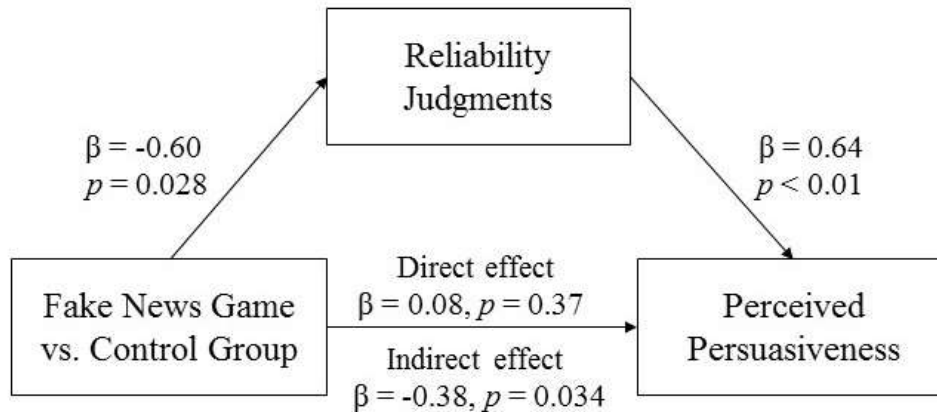 Reliability
Judgments
β = -0.60
p = 0.028
β = 0.64
p < 0.01
Fake News Game
vs. Control Group
Direct effect
β = 0.08, p = 0.37
Indirect effect
β = -0.38, p = 0.034
Perceived
Persuasiveness